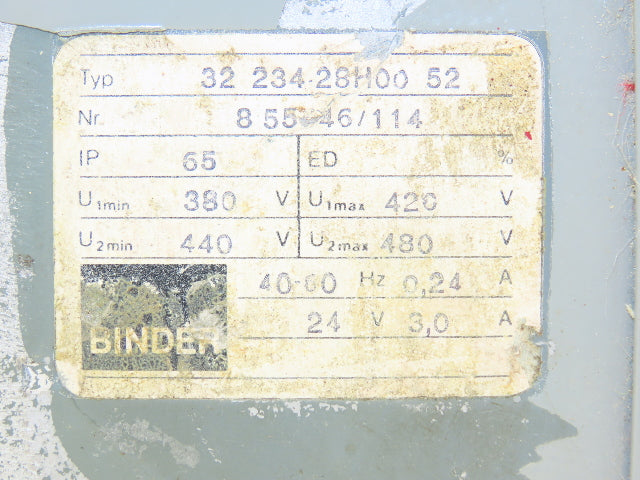 Typ 32 234-28H00 52
Nr. 8 55-46/114
IP 65 ED %
U1min 380 V U1max 420 V
U2min 440 V U2max 480 V
40-60 Hz 0,24 A
24 V 3,0 A
BINDER